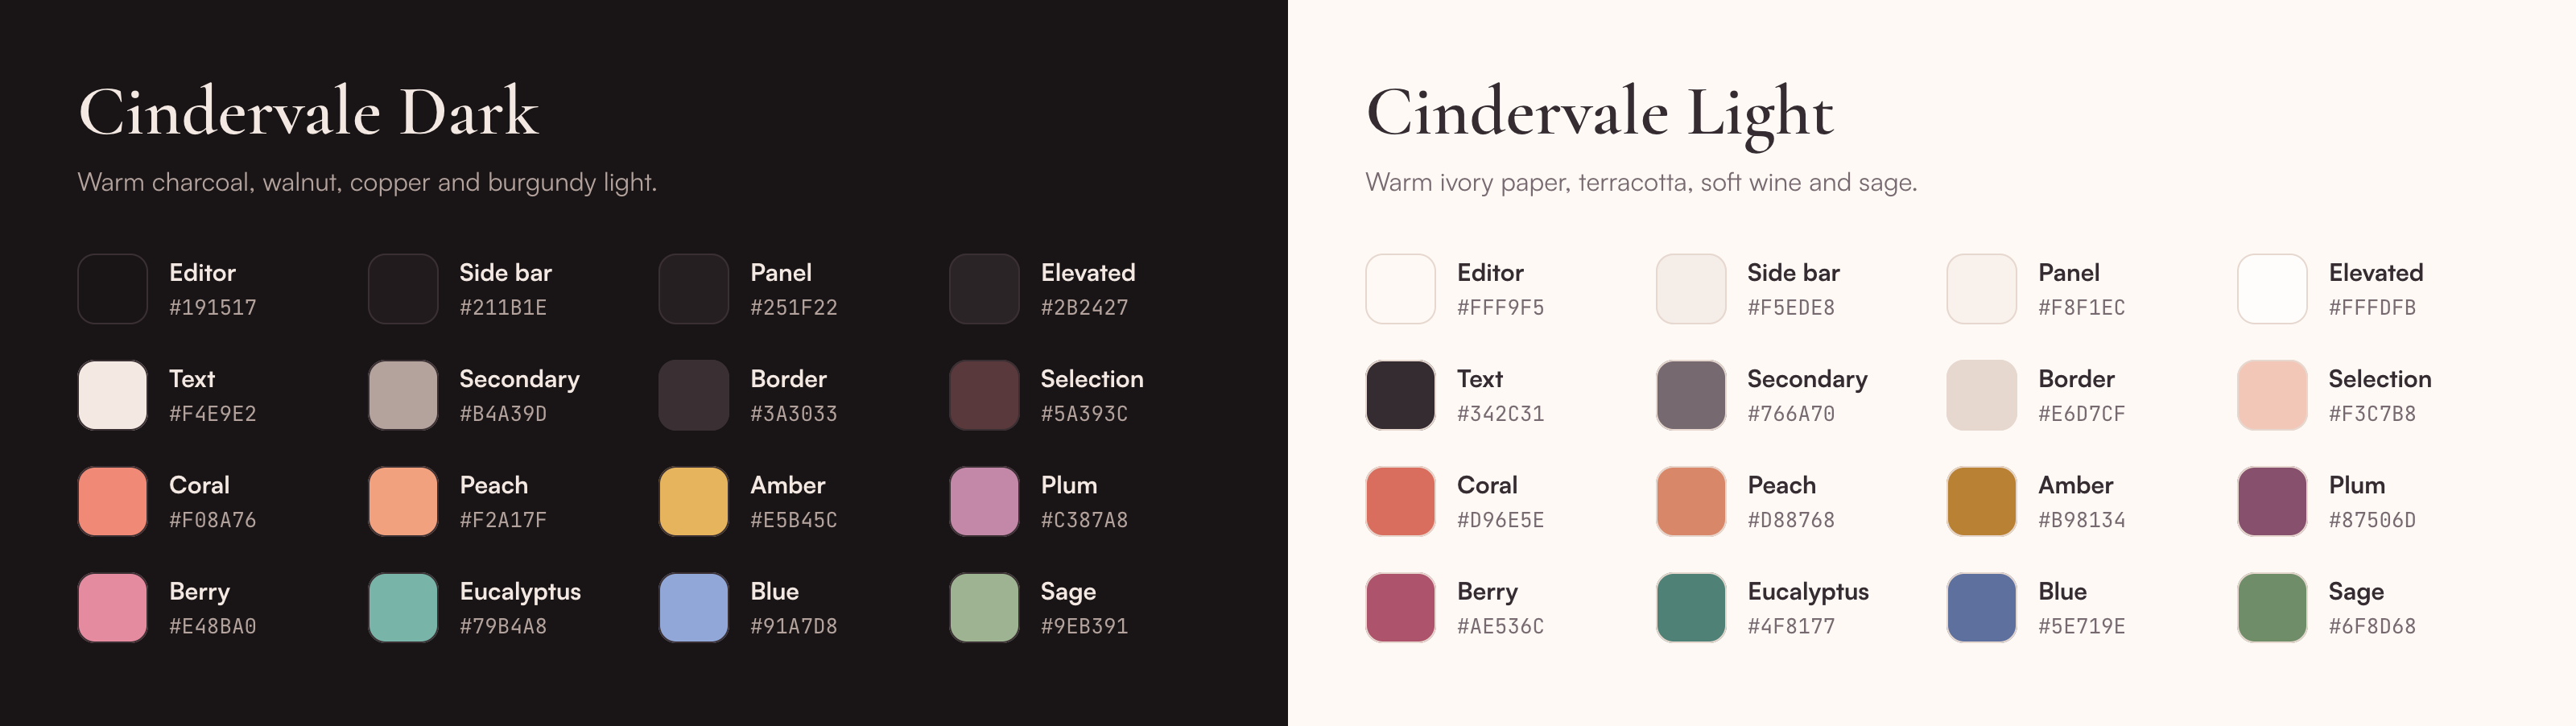 Cindervale Dark
Warm charcoal, walnut, copper and burgundy light.
Editor
#191517
Side bar
#211B1E
Panel
#251F22
Elevated
#2B2427
Text
#F4E9E2
Secondary
#B4A39D
Border
#3A3033
Selection
#5A393C
Coral
#F08A76
Peach
#F2A17F
Amber
#E5B45C
Plum
#C387A8
Berry
#E48BA0
Eucalyptus
#79B4A8
Blue
#91A7D8
Sage
#9EB391
Cindervale Light
Warm ivory paper, terracotta, soft wine and sage.
Editor
#FFF9F5
Side bar
#F5EDE8
Panel
#F8F1EC
Elevated
#FFFDFB
Text
#342C31
Secondary
#766A70
Border
#E6D7CF
Selection
#F3C7B8
Coral
#D96E5E
Peach
#D88768
Amber
#B98134
Plum
#87506D
Berry
#AE536C
Eucalyptus
#4F8177
Blue
#5E719E
Sage
#6F8D68